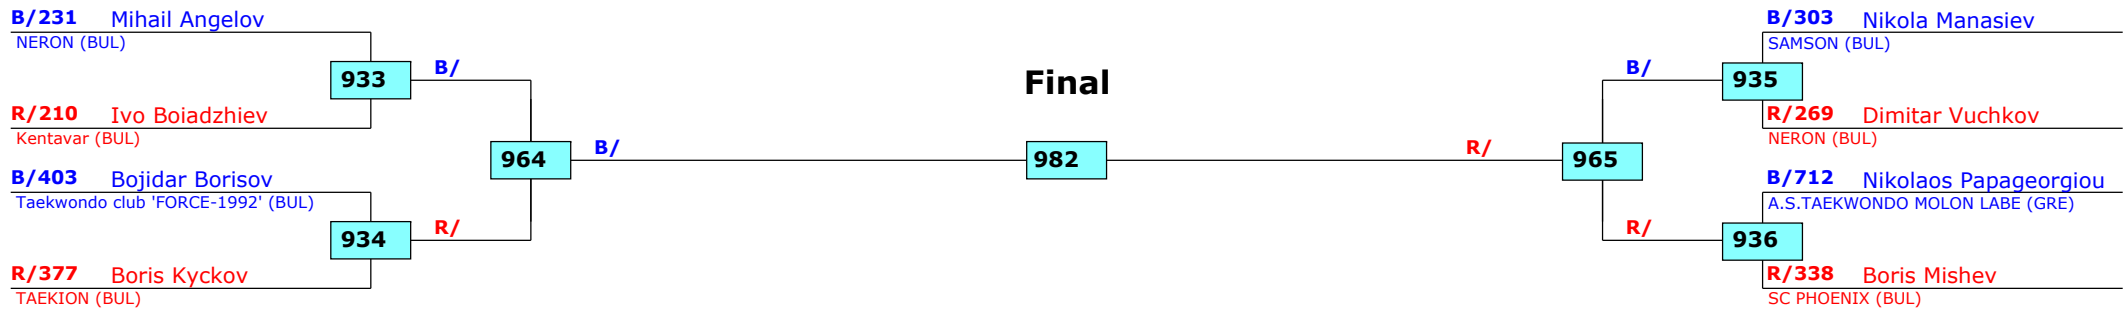 B/231 Mihail Angelov
NERON (BUL)
933
B/
R/210 Ivo Boiadzhiev
Kentavar (BUL)
964
B/
B/403 Bojidar Borisov
Taekwondo club 'FORCE-1992' (BUL)
934
R/
R/377 Boris Kyckov
TAEKION (BUL)
Final
982
B/303 Nikola Manasiev
SAMSON (BUL)
B/
935
R/269 Dimitar Vuchkov
NERON (BUL)
R/
965
B/712 Nikolaos Papageorgiou
A.S.TAEKWONDO MOLON LABE (GRE)
R/
936
R/338 Boris Mishev
SC PHOENIX (BUL)